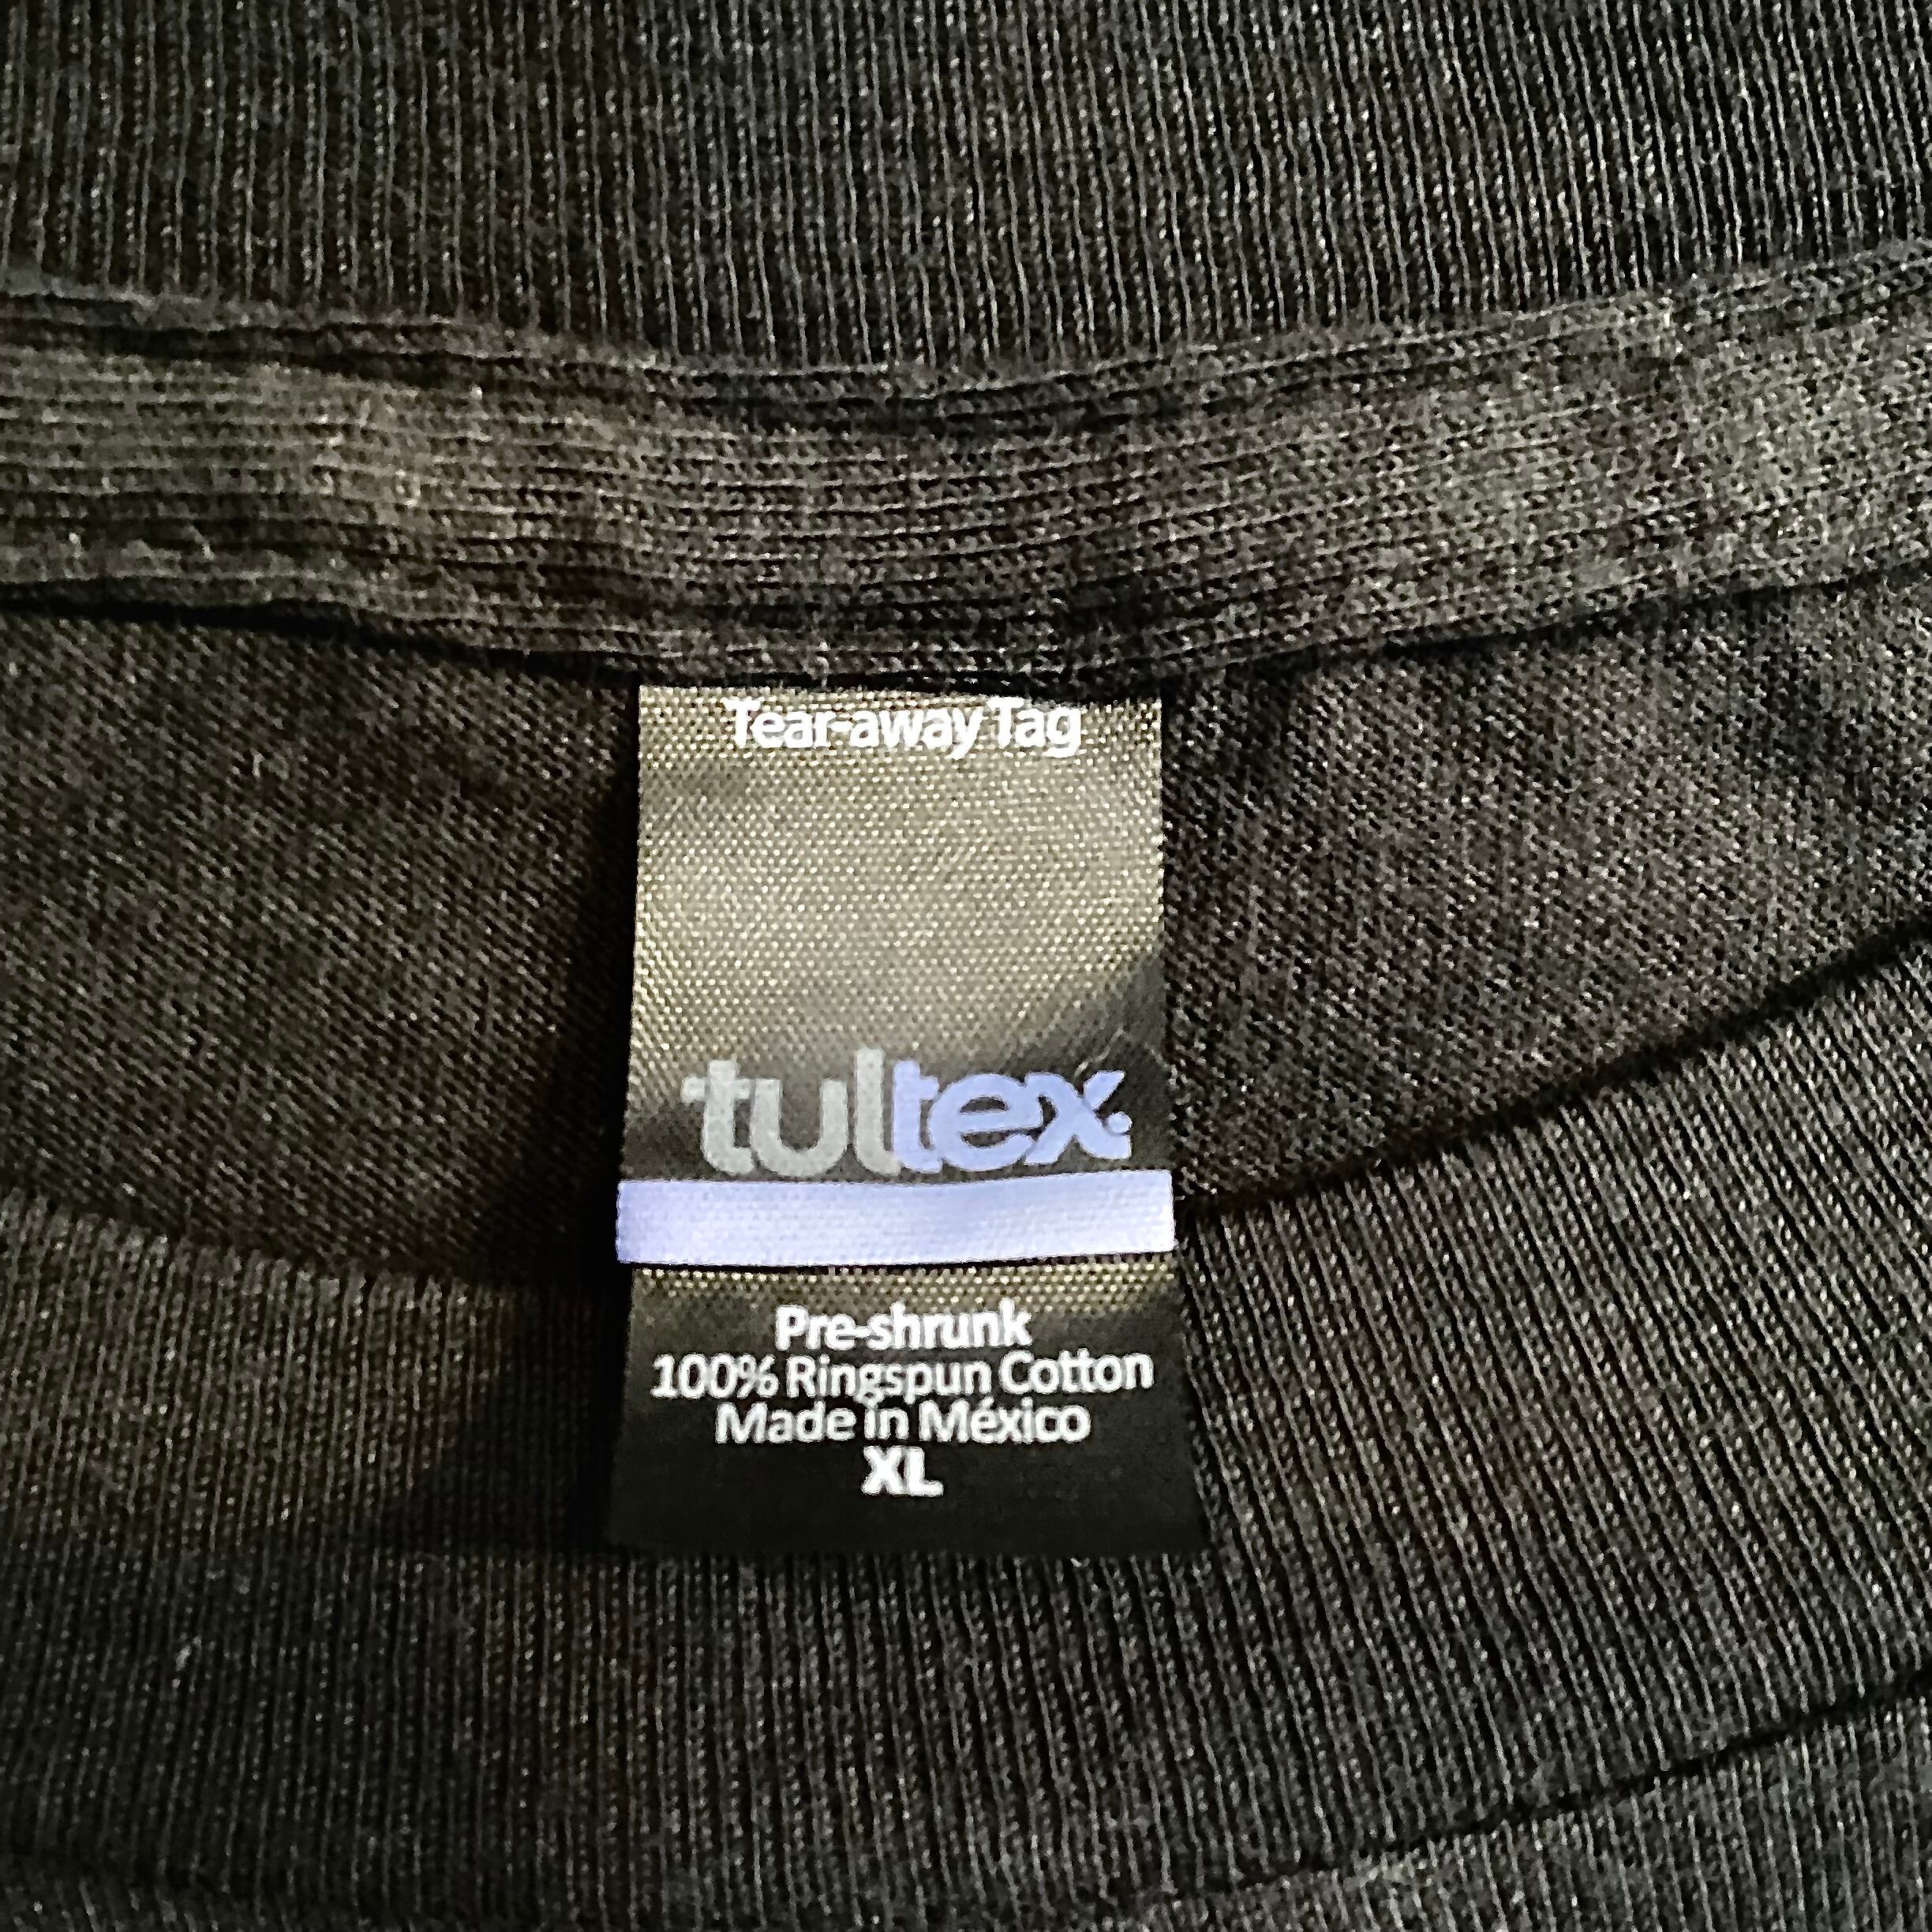 Tear-away Tag
tultex.
Pre-shrunk
100% Ringspun Cotton
Made in México
XL